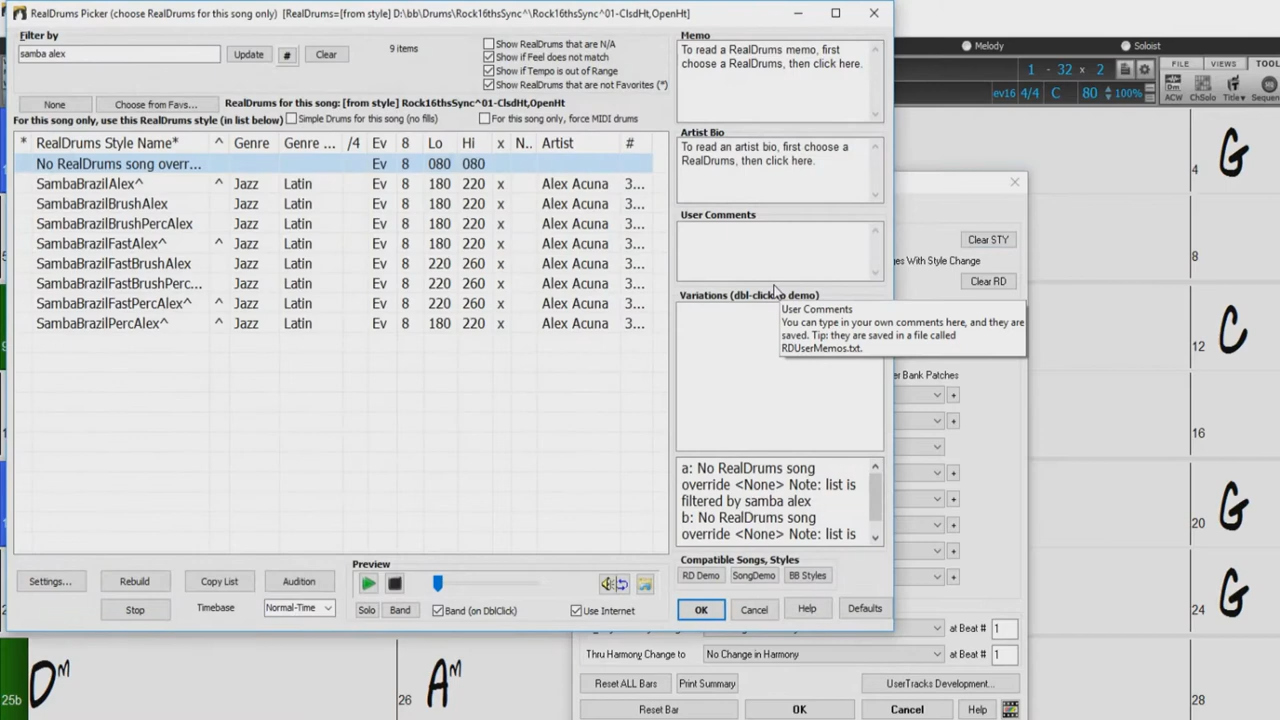 RealDrums Picker (choose RealDrums for this song only) [RealDrums=[from style] D:\bb\Drums\Rock16thsSync^\Rock16thsSync^01-ClsdHt,OpenHt]
Filter by
samba alex
Update
#
Clear
9 items
Show RealDrums that are N/A
Show if Feel does not match
Show if Tempo is out of Range
Show RealDrums that are not Favorites (*)
None
Choose from Favs...
RealDrums for this song: [from style] Rock16thsSync^01-ClsdHt,OpenHt
For this song only, use this RealDrums style (in list below)
Simple Drums for this song (no fills)
For this song only, force MIDI drums
* RealDrums Style Name* ^ Genre Genre ... /4 Ev 8 Lo Hi x N.. Artist #
No RealDrums song overr... Ev 8 080 080
SambaBrazilAlex^ ^ Jazz Latin Ev 8 180 220 x Alex Acuna 3...
SambaBrazilBrushAlex Jazz Latin Ev 8 180 220 x Alex Acuna 3...
SambaBrazilBrushPercAlex Jazz Latin Ev 8 180 220 x Alex Acuna 3...
SambaBrazilFastAlex^ ^ Jazz Latin Ev 8 180 220 x Alex Acuna 3...
SambaBrazilFastBrushAlex Jazz Latin Ev 8 220 260 x Alex Acuna 3...
SambaBrazilFastBrushPerc... Jazz Latin Ev 8 220 260 x Alex Acuna 3...
SambaBrazilFastPercAlex^ ^ Jazz Latin Ev 8 220 260 x Alex Acuna 3...
SambaBrazilPercAlex^ ^ Jazz Latin Ev 8 180 220 x Alex Acuna 3...
Memo
To read a RealDrums memo, first
choose a RealDrums, then click here.
Artist Bio
To read an artist bio, first choose a
RealDrums, then click here.
User Comments
Variations (dbl-click to demo)
User Comments
You can type in your own comments here, and they are
saved. Tip: they are saved in a file called
RDUserMemos.txt.
a: No RealDrums song
override <None> Note: list is
filtered by samba alex
b: No RealDrums song
override <None> Note: list is
Compatible Songs, Styles
RD Demo
SongDemo
BB Styles
OK
Cancel
Help
Defaults
Settings...
Rebuild
Copy List
Audition
Stop
Timebase
Normal-Time
Preview
Solo
Band
Band (on DblClick)
Use Internet
Melody
Soloist
1 - 32 x 2
ev16 4/4 C 80 100%
FILE
VIEWS
TOOL
ACW
ChSolo
Title
Sequen
Clear STY
ges With Style Change
Clear RD
er Bank Patches
at Beat # 1
Thru Harmony Change to
No Change in Harmony
at Beat # 1
Reset ALL Bars
Print Summary
UserTracks Development...
Reset Bar
OK
Cancel
Help
4 G
8
12 C
16
20 G
24 G
25b Dm
26 Am
28